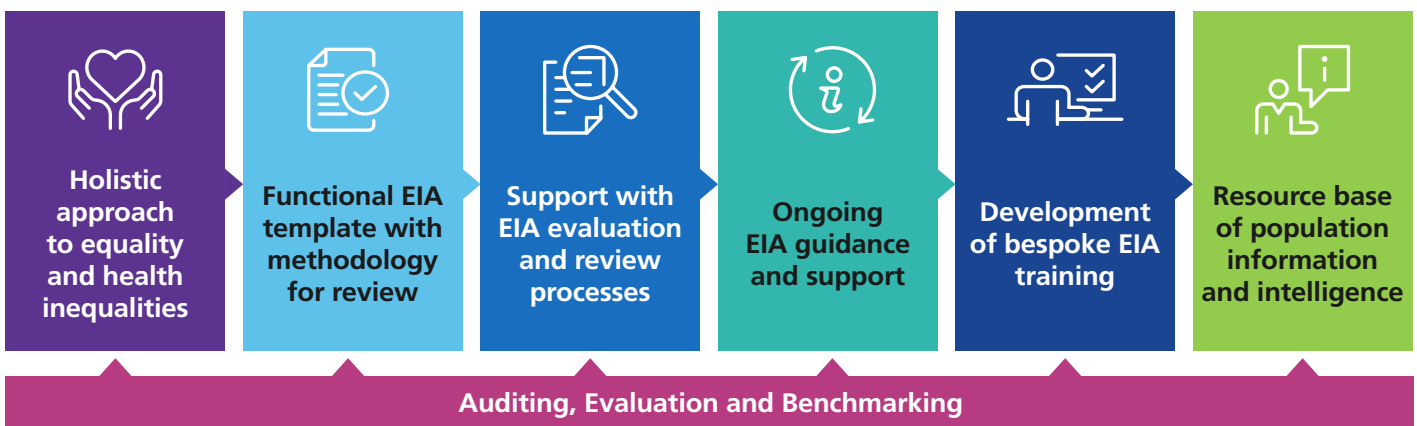 Holistic
approach
to equality
and health
inequalities
Functional EIA
template with
methodology
for review
Support with
EIA evaluation
and review
processes
Ongoing
EIA guidance
and support
Development
of bespoke EIA
training
i
Resource base
of population
information
and intelligence
Auditing, Evaluation and Benchmarking